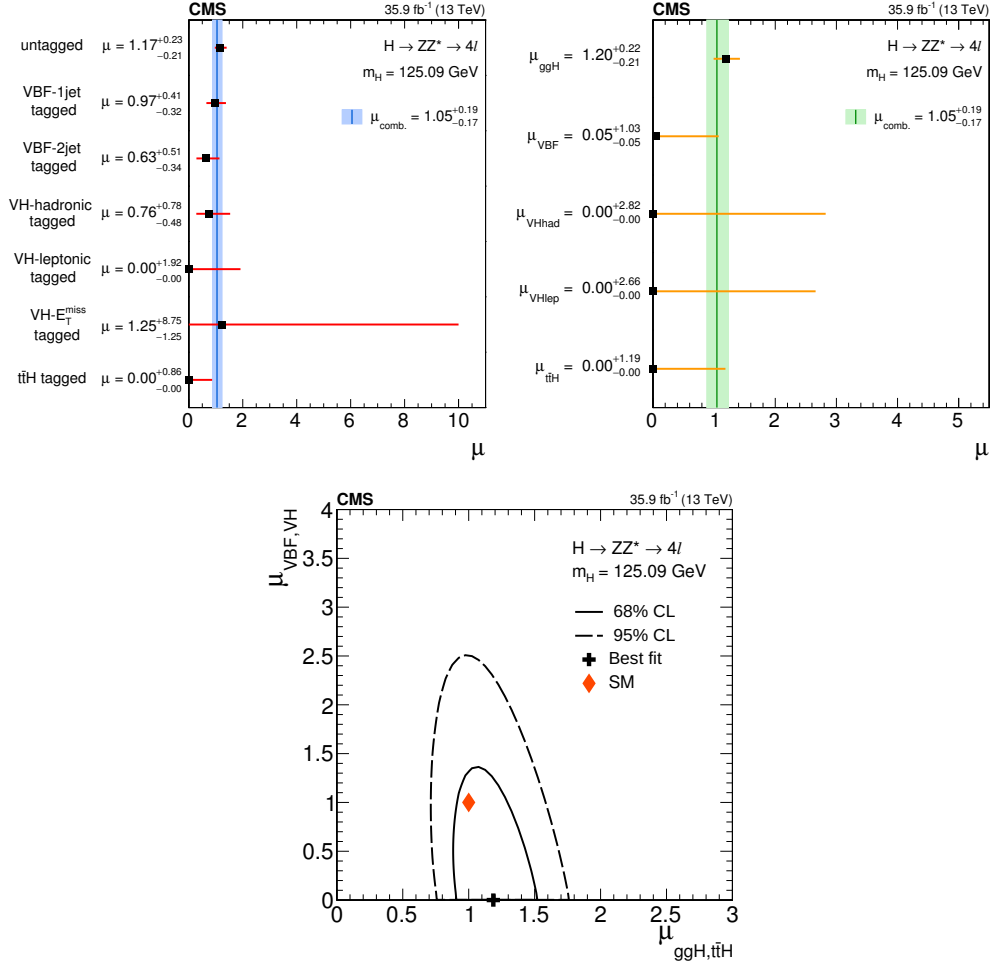 CMS 35.9 fb⁻¹ (13 TeV)
H → ZZ* → 4l
m_H = 125.09 GeV
μ_comb. = 1.05 +0.19 −0.17
untagged μ = 1.17 +0.23 −0.21
VBF-1jet tagged μ = 0.97 +0.41 −0.32
VBF-2jet tagged μ = 0.63 +0.51 −0.34
VH-hadronic tagged μ = 0.76 +0.78 −0.48
VH-leptonic tagged μ = 0.00 +1.92 −0.00
VH-E_T^miss tagged μ = 1.25 +8.75 −1.25
tt̄H tagged μ = 0.00 +0.86 −0.00
0 2 4 6 8 10
μ
CMS 35.9 fb⁻¹ (13 TeV)
H → ZZ* → 4l
m_H = 125.09 GeV
μ_comb. = 1.05 +0.19 −0.17
μ_ggH = 1.20 +0.22 −0.21
μ_VBF = 0.05 +1.03 −0.05
μ_VHhad = 0.00 +2.82 −0.00
μ_VHlep = 0.00 +2.66 −0.00
μ_tt̄H = 0.00 +1.19 −0.00
0 1 2 3 4 5
μ
CMS 35.9 fb⁻¹ (13 TeV)
μ_VBF,VH
4
3.5
3
2.5
2
1.5
1
0.5
0
H → ZZ* → 4l
m_H = 125.09 GeV
68% CL
95% CL
Best fit
SM
0 0.5 1 1.5 2 2.5 3
μ_ggH,tt̄H